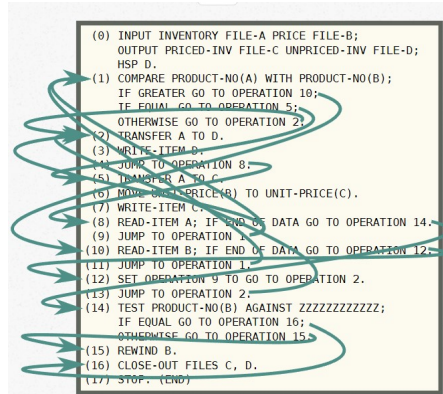 (0) INPUT INVENTORY FILE-A PRICE FILE-B;
OUTPUT PRICED-INV FILE-C UNPRICED-INV FILE-D;
HSP D.
(1) COMPARE PRODUCT-NO(A) WITH PRODUCT-NO(B);
IF GREATER GO TO OPERATION 10;
IF EQUAL GO TO OPERATION 5;
OTHERWISE GO TO OPERATION 2.
(2) TRANSFER A TO D.
(3) WRITE-ITEM D.
(4) JUMP TO OPERATION 8.
(5) TRANSFER A TO C.
(6) MOVE UNIT-PRICE(B) TO UNIT-PRICE(C).
(7) WRITE-ITEM C.
(8) READ-ITEM A; IF END OF DATA GO TO OPERATION 14.
(9) JUMP TO OPERATION 1.
(10) READ-ITEM B; IF END OF DATA GO TO OPERATION 12.
(11) JUMP TO OPERATION 1.
(12) SET OPERATION 9 TO GO TO OPERATION 2.
(13) JUMP TO OPERATION 2.
(14) TEST PRODUCT-NO(B) AGAINST ZZZZZZZZZZZZ;
IF EQUAL GO TO OPERATION 16;
OTHERWISE GO TO OPERATION 15.
(15) REWIND B.
(16) CLOSE-OUT FILES C, D.
(17) STOP. (END)